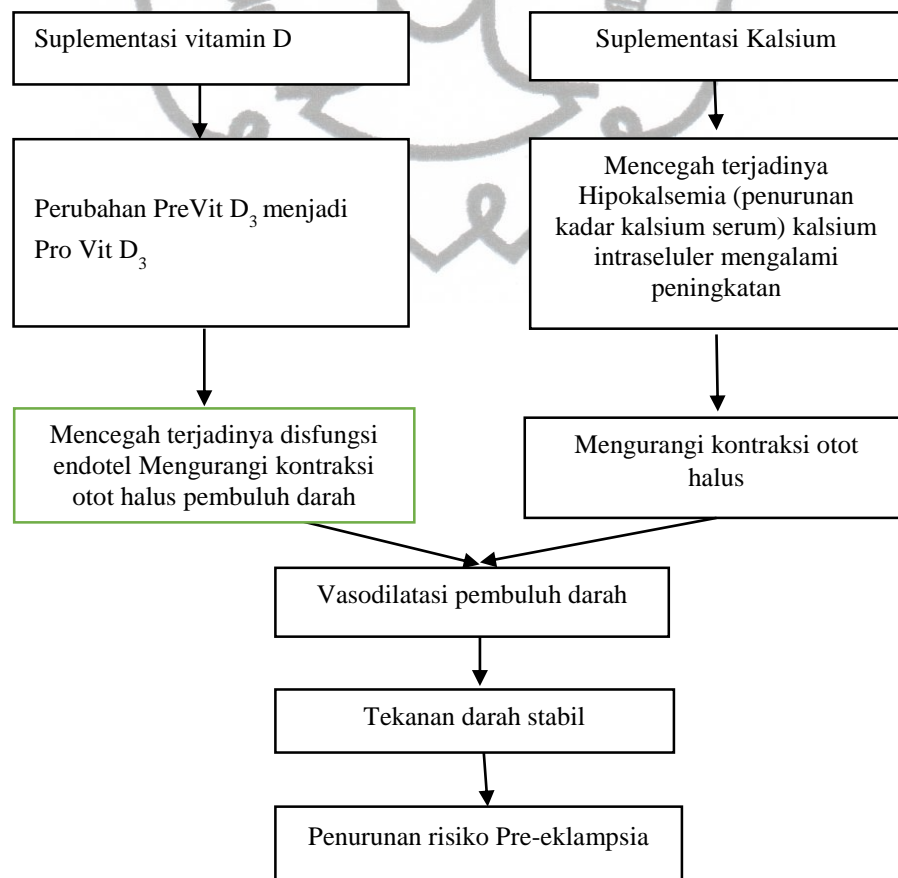 Suplementasi vitamin D
Suplementasi Kalsium
Perubahan PreVit D₃ menjadi
Pro Vit D₃
Mencegah terjadinya
Hipokalsemia (penurunan
kadar kalsium serum) kalsium
intraseluler mengalami
peningkatan
Mencegah terjadinya disfungsi
endotel Mengurangi kontraksi
otot halus pembuluh darah
Mengurangi kontraksi otot
halus
Vasodilatasi pembuluh darah
Tekanan darah stabil
Penurunan risiko Pre-eklampsia